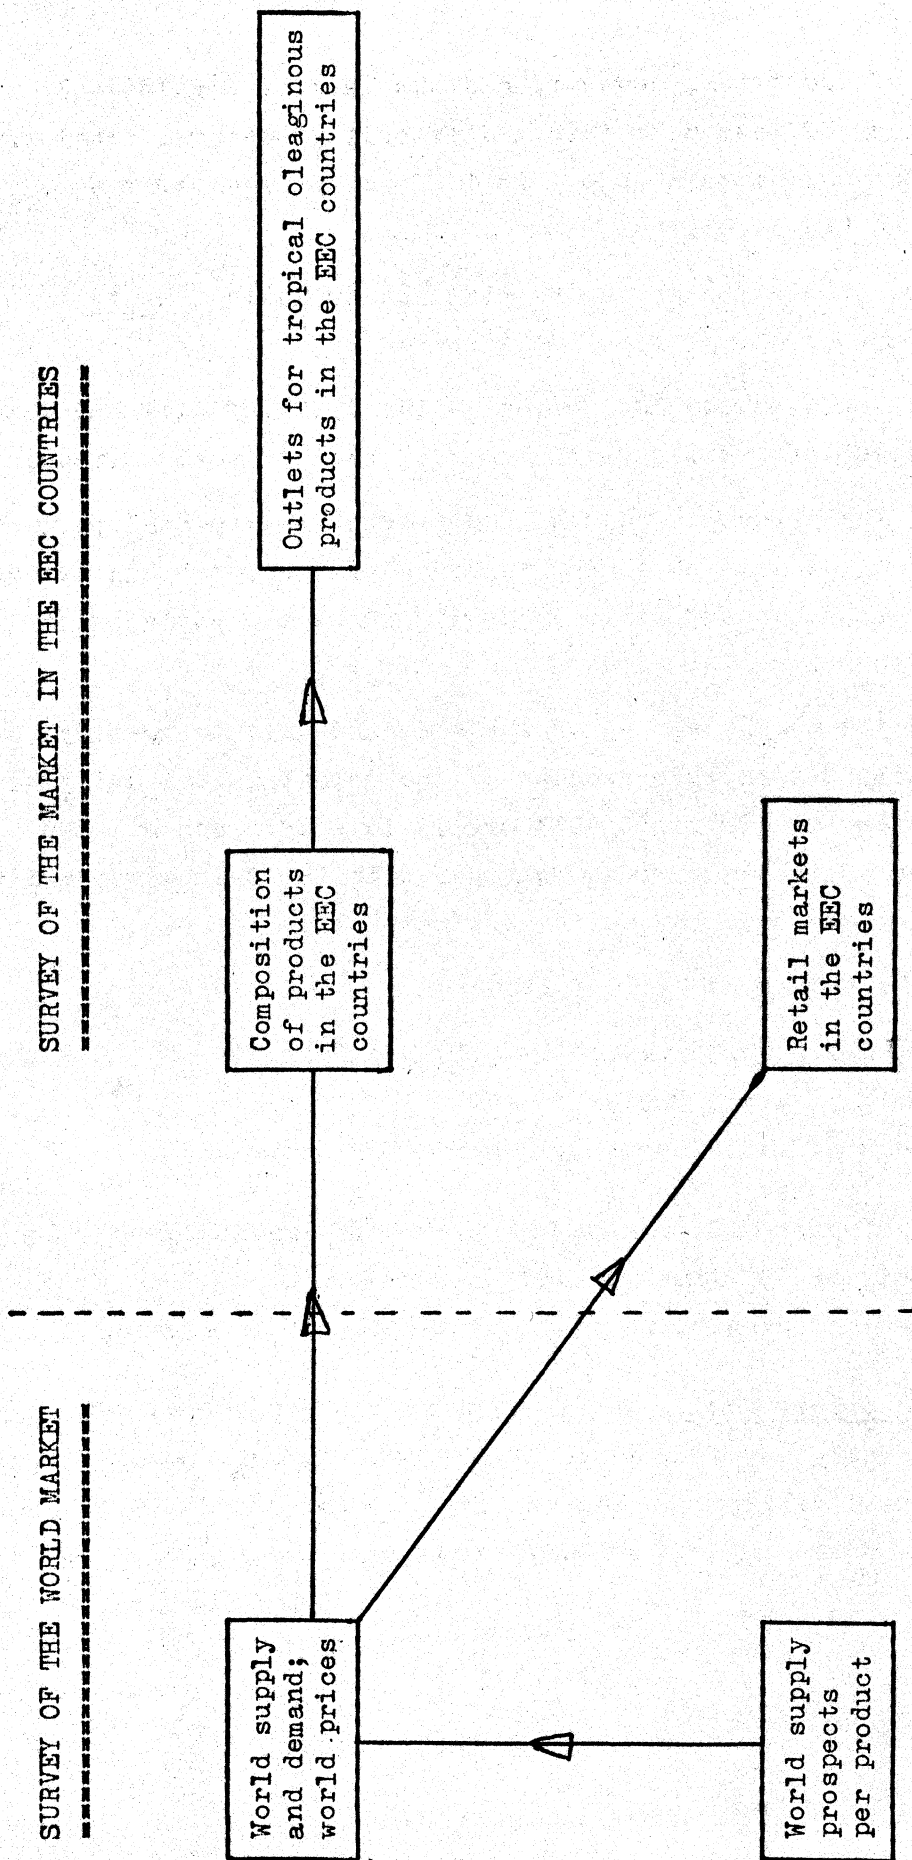 SURVEY OF THE WORLD MARKET
SURVEY OF THE MARKET IN THE EEC COUNTRIES
World supply
and demand;
world prices
Composition
of products
in the EEC
countries
Outlets for tropical oleaginous
products in the EEC countries
World supply
prospects
per product
Retail markets
in the EEC
countries